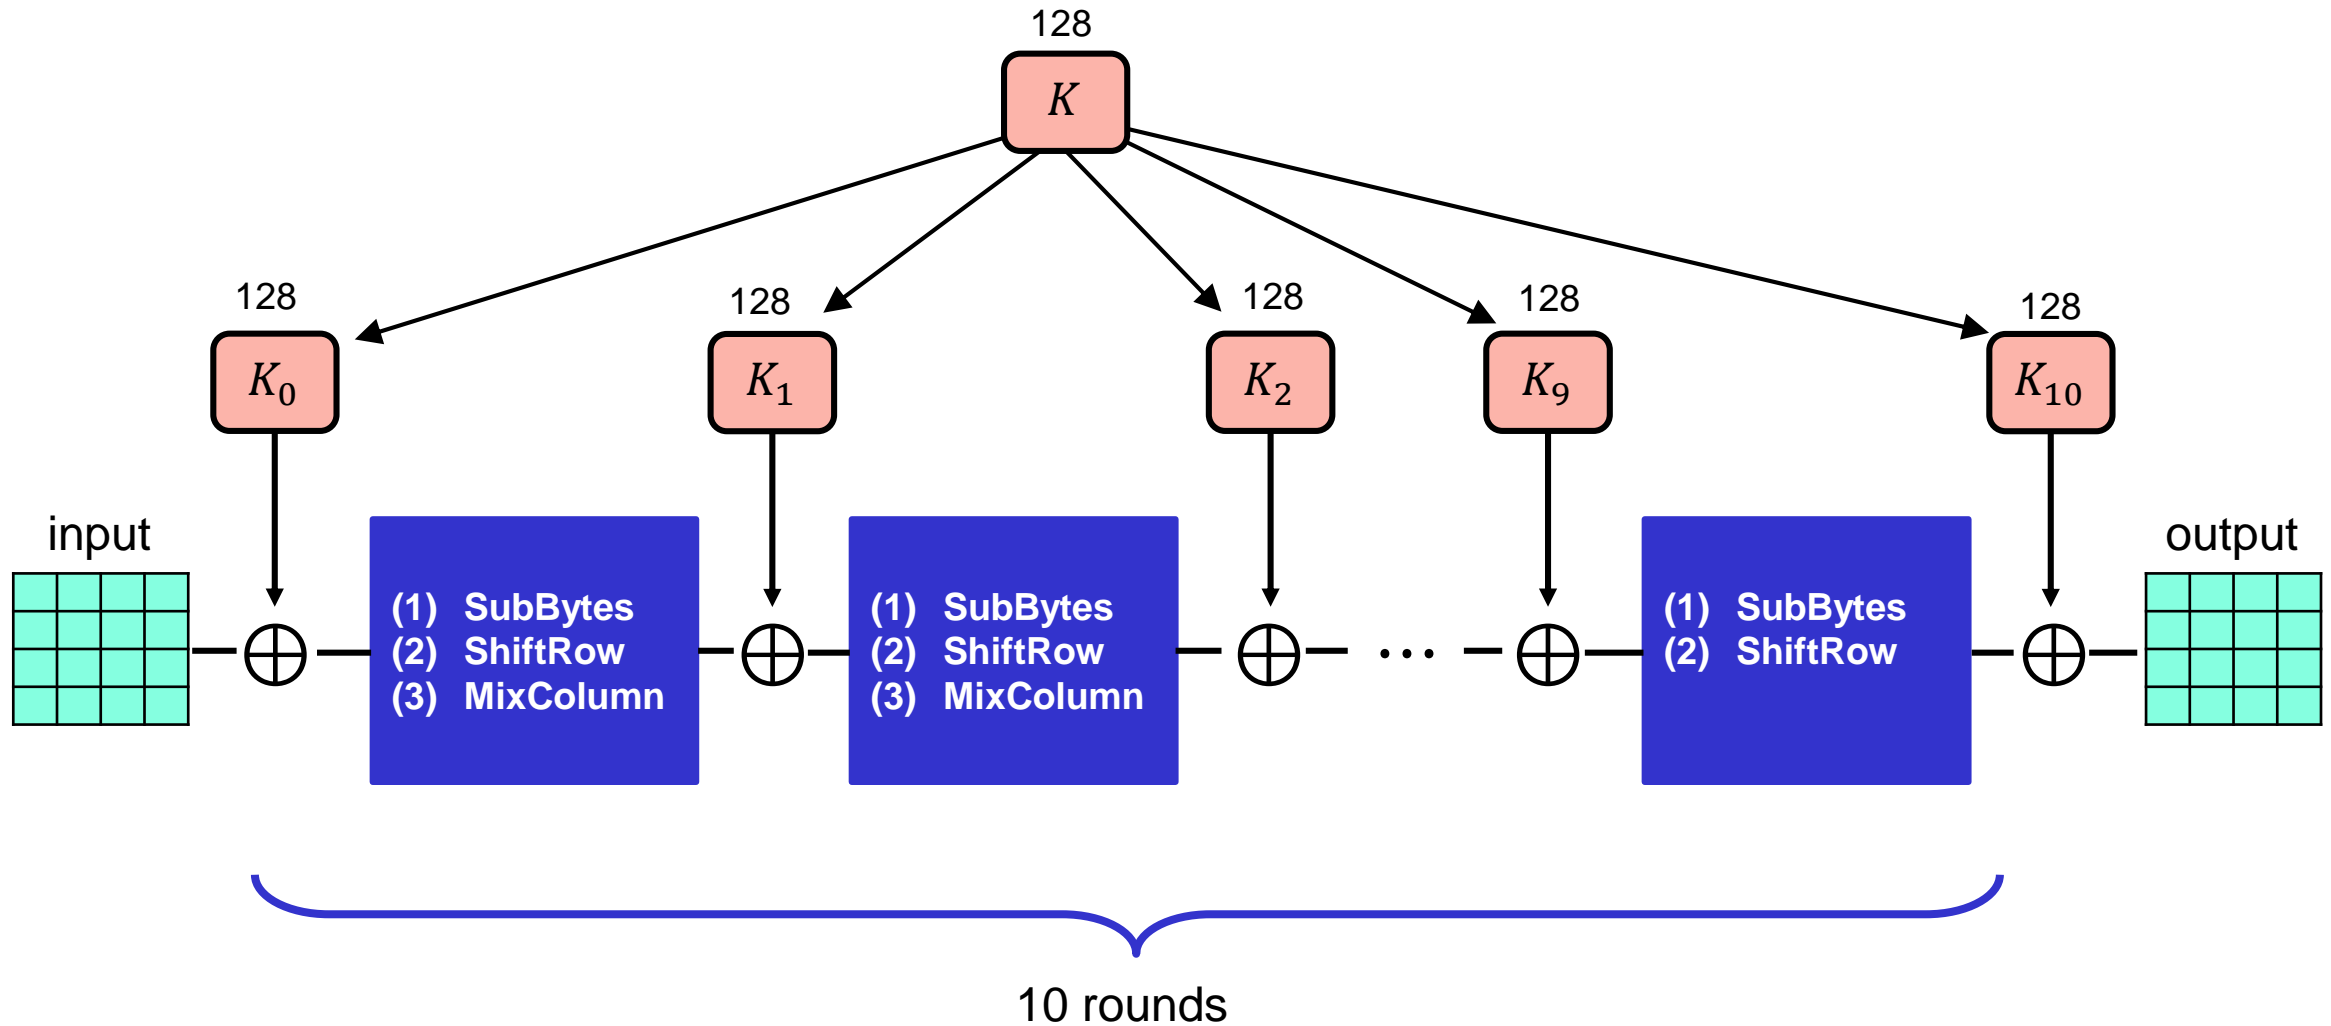 128
K
128
128
128
128
128
K₀
K₁
K₂
K₉
K₁₀
input
output
(1) SubBytes
(2) ShiftRow
(3) MixColumn
(1) SubBytes
(2) ShiftRow
(3) MixColumn
...
(1) SubBytes
(2) ShiftRow
10 rounds